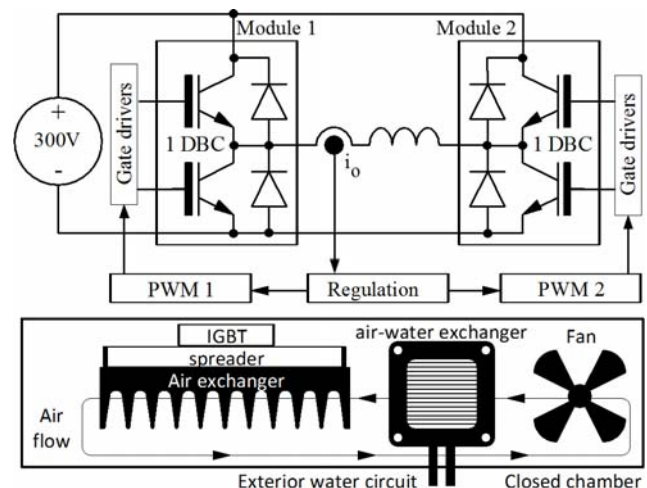 Module 1
Module 2
+
300V
-
Gate drivers
1 DBC
i_o
1 DBC
Gate drivers
PWM 1
Regulation
PWM 2
IGBT
spreader
Air exchanger
air-water exchanger
Fan
Air
flow
Exterior water circuit
Closed chamber